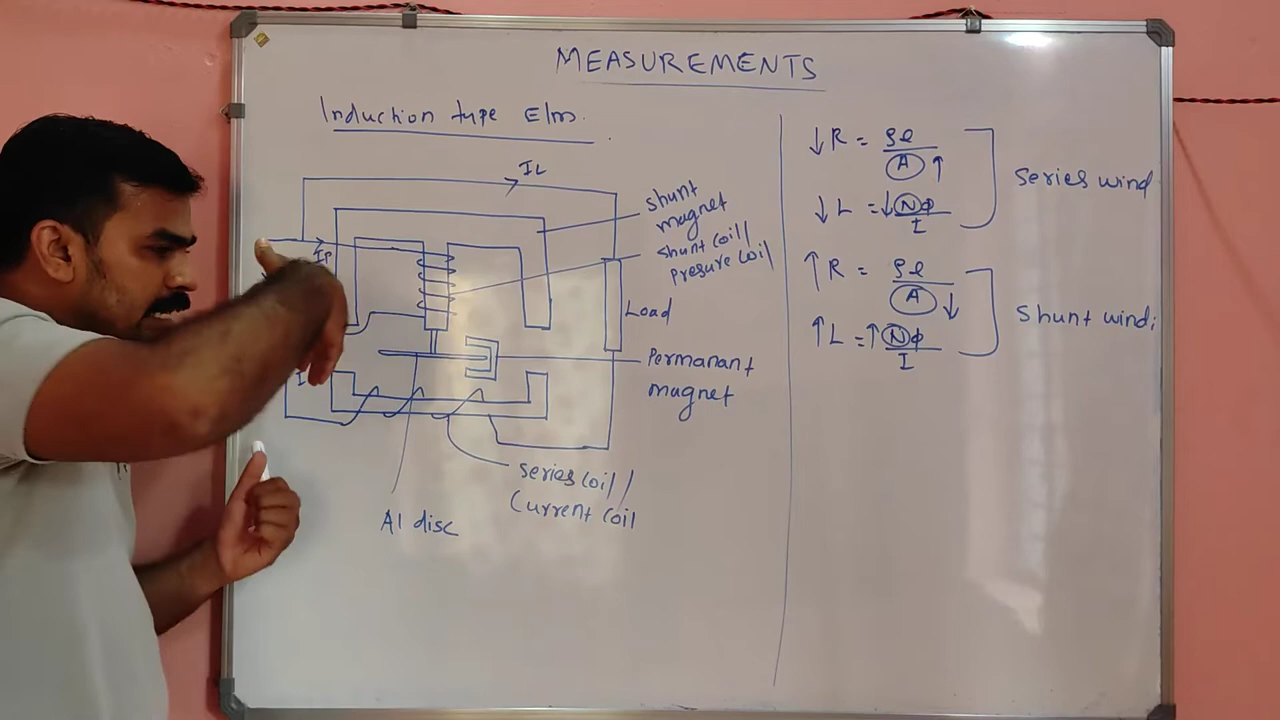 MEASUREMENTS
Induction type Elm.
IL
IP
I
shunt
magnet
shunt coil/
presure coil
Load
Permanant
magnet
series coil/
Current coil
Al disc
↓R = ρl
A ↑
↓L = ↓Nφ
I
series wind
↑R = ρl
A ↓
↑L = ↑Nφ
I
shunt windi